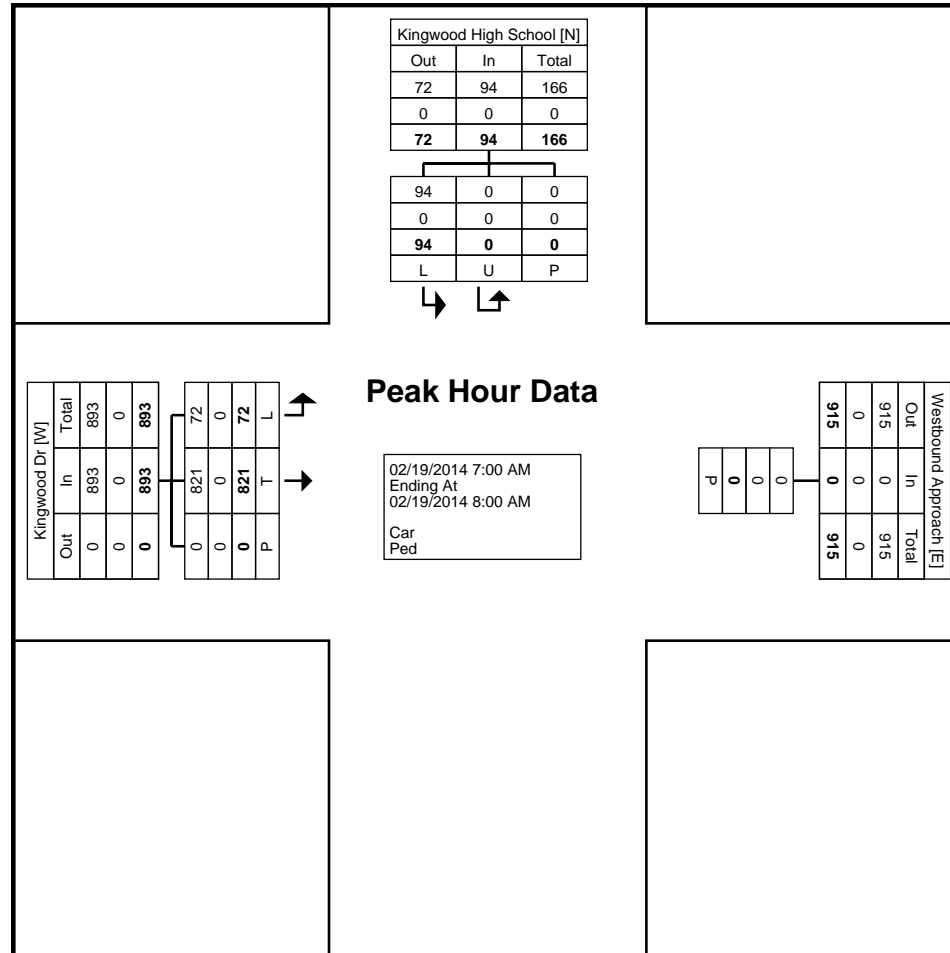 Kingwood High School [N]
Out In Total
72 94 166
0 0 0
72 94 166
94 0 0
0 0 0
94 0 0
L U P
Peak Hour Data
02/19/2014 7:00 AM
Ending At
02/19/2014 8:00 AM
Car
Ped
Kingwood Dr [W]
Total In Out
893 893 0
0 0 0
893 893 0
72 821 0
0 0 0
72 821 0
L T P
Westbound Approach [E]
Out In Total
915 0 915
0 0 0
915 0 915
0
0
0
P